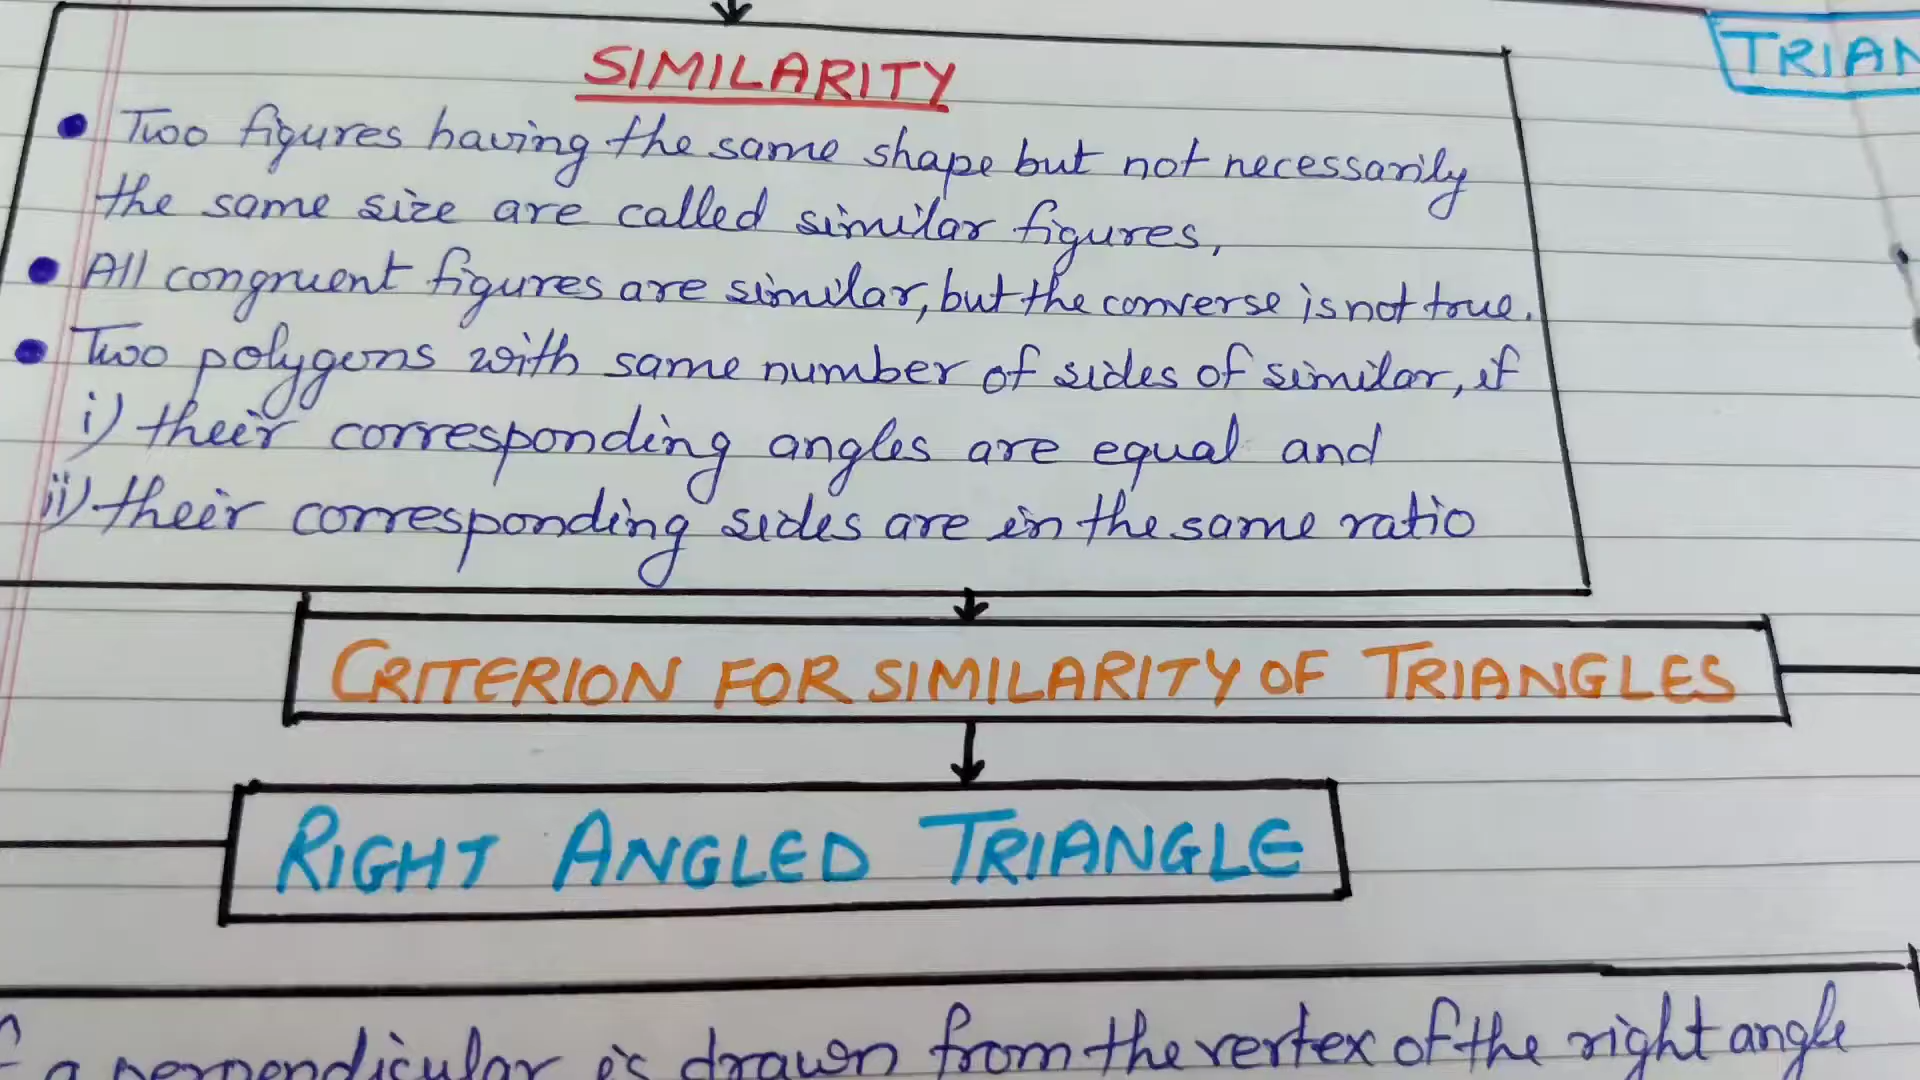 TRIAN
SIMILARITY
• Two figures having the same shape but not necessarily
the same size are called similar figures,
• All congruent figures are similar, but the converse is not true.
• Two polygons with same number of sides of similar, if
i) their corresponding angles are equal and
ii) their corresponding sides are in the same ratio
CRITERION FOR SIMILARITY OF TRIANGLES
RIGHT ANGLED TRIANGLE
f a perpendicular is drawn from the vertex of the right angle